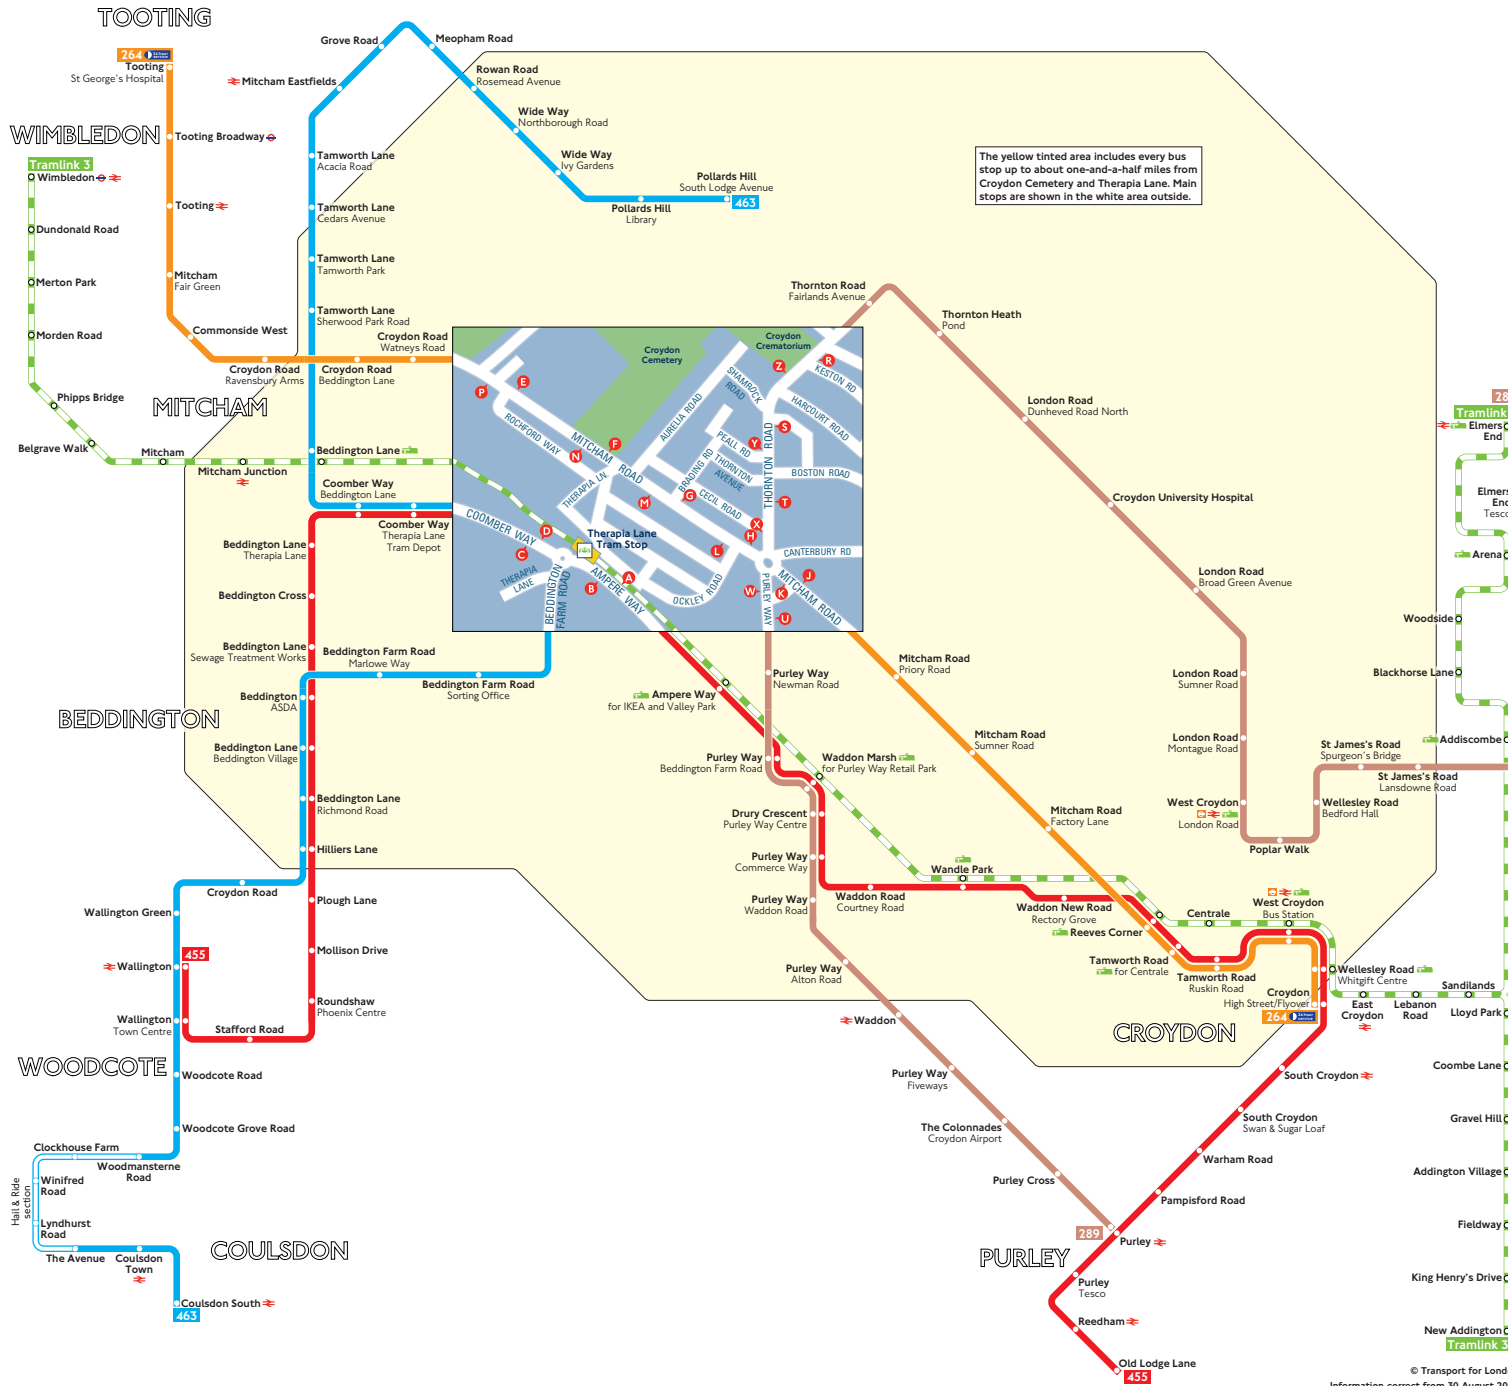 TOOTING
264
24 hour
service
Tooting
St George's Hospital
Tooting Broadway
Tooting
Mitcham
Fair Green
Commonside West
Croydon Road
Ravensbury Arms
Croydon Road
Beddington Lane
Croydon Road
Watneys Road
WIMBLEDON
Tramlink 3
Wimbledon
Dundonald Road
Merton Park
Morden Road
Phipps Bridge
Belgrave Walk
MITCHAM
Mitcham
Mitcham Junction
Beddington Lane
Grove Road
Meopham Road
Mitcham Eastfields
Rowan Road
Rosemead Avenue
Wide Way
Northborough Road
Wide Way
Ivy Gardens
Pollards Hill
South Lodge Avenue
463
Pollards Hill
Library
Tamworth Lane
Acacia Road
Tamworth Lane
Cedars Avenue
Tamworth Lane
Tamworth Park
Tamworth Lane
Sherwood Park Road
The yellow tinted area includes every bus
stop up to about one-and-a-half miles from
Croydon Cemetery and Therapia Lane. Main
stops are shown in the white area outside.
Coomber Way
Beddington Lane
Coomber Way
Therapia Lane
Tram Depot
Croydon
Cemetery
Croydon
Crematorium
P
E
F
N
M
G
Z
R
S
Y
T
X
H
L
D
C
B
A
W
K
J
U
ROCHFORD WAY
MITCHAM ROAD
AURELIA ROAD
SHAMROCK
ROAD
KESTON RD
HARCOURT ROAD
PEALL RD
THORNTON
AVENUE
BRADING RD
THORNTON ROAD
BOSTON ROAD
THERAPIA LN
CECIL ROAD
COOMBER WAY
Therapia Lane
Tram Stop
CANTERBURY RD
THERAPIA
LANE
BEDDINGTON
FARM ROAD
AMPERE WAY
OCKLEY ROAD
PURLEY WAY
MITCHAM ROAD
Thornton Road
Fairlands Avenue
Thornton Heath
Pond
London Road
Dunheved Road North
Croydon University Hospital
London Road
Broad Green Avenue
London Road
Sumner Road
London Road
Montague Road
West Croydon
London Road
Poplar Walk
Wellesley Road
Bedford Hall
St James's Road
Spurgeon's Bridge
St James's Road
Lansdowne Road
28
Tramlink
Elmers
End
Elmers
End
Tesco
Arena
Woodside
Blackhorse Lane
Addiscombe
Beddington Lane
Therapia Lane
Beddington Cross
Beddington Lane
Sewage Treatment Works
Beddington Farm Road
Marlowe Way
Beddington Farm Road
Sorting Office
BEDDINGTON
Beddington
ASDA
Beddington Lane
Beddington Village
Beddington Lane
Richmond Road
Hilliers Lane
Croydon Road
Plough Lane
Mollison Drive
Roundshaw
Phoenix Centre
Stafford Road
Wallington Green
455
Wallington
Wallington
Town Centre
WOODCOTE
Woodcote Road
Woodcote Grove Road
Clockhouse Farm
Woodmansterne
Road
Hail & Ride
section
Winifred
Road
Lyndhurst
Road
The Avenue
Coulsdon
Town
COULSDON
Coulsdon South
463
Ampere Way
for IKEA and Valley Park
Purley Way
Newman Road
Purley Way
Beddington Farm Road
Waddon Marsh
for Purley Way Retail Park
Drury Crescent
Purley Way Centre
Purley Way
Commerce Way
Purley Way
Waddon Road
Waddon Road
Courtney Road
Wandle Park
Waddon New Road
Rectory Grove
Reeves Corner
Mitcham Road
Priory Road
Mitcham Road
Sumner Road
Mitcham Road
Factory Lane
Centrale
West Croydon
Bus Station
Tamworth Road
for Centrale
Tamworth Road
Ruskin Road
Croydon
High Street/Flyover
264
24 hour
service
CROYDON
Wellesley Road
Whitgift Centre
East
Croydon
Lebanon
Road
Sandilands
Lloyd Park
Coombe Lane
Gravel Hill
Addington Village
Fieldway
King Henry's Drive
New Addington
Tramlink 3
Purley Way
Alton Road
Waddon
Purley Way
Fiveways
The Colonnades
Croydon Airport
Purley Cross
289
South Croydon
South Croydon
Swan & Sugar Loaf
Warham Road
Pampisford Road
PURLEY
Purley
Purley
Tesco
Reedham
Old Lodge Lane
455
© Transport for Lond
Information correct from 30 August 20